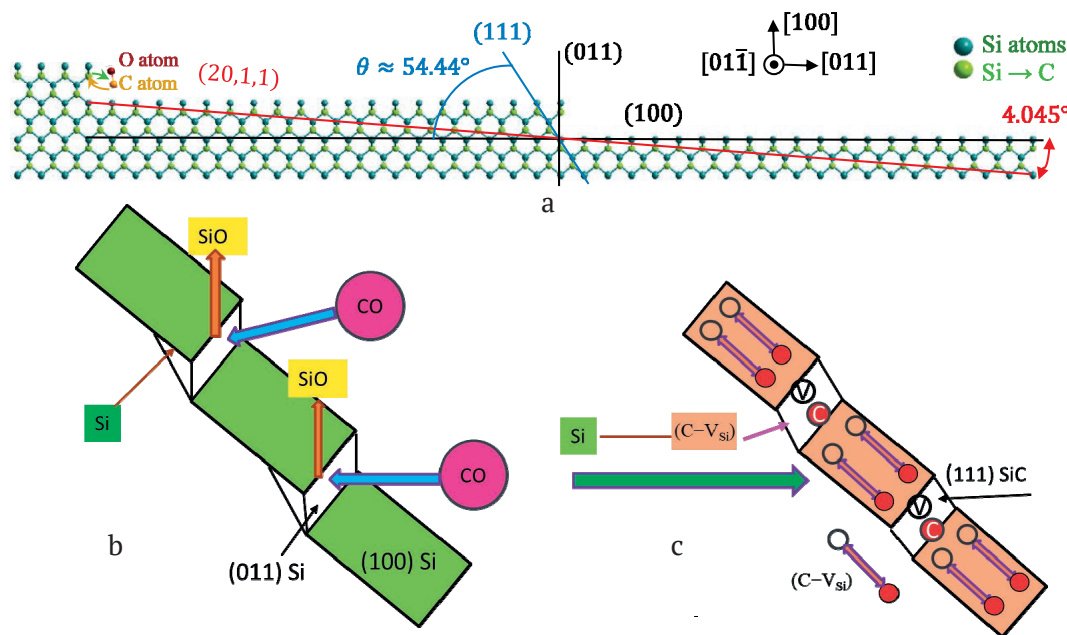 O atom
C atom
(20,1,1)
θ ≈ 54.44°
(111)
(011)
[100]
[011̄] [011]
Si atoms
Si → C
(100)
4.045°
a
SiO
CO
SiO
Si
CO
b
(011) Si
(100) Si
V
C
Si
(C−V_Si)
V
C
(111) SiC
c
(C−V_Si)